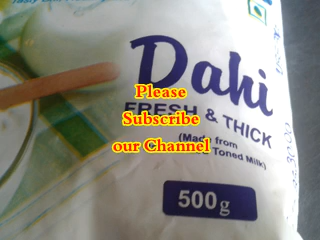 Dahi
FRESH & THICK
(Made from
Toned Milk)
500g
Please
Subscribe
our Channel